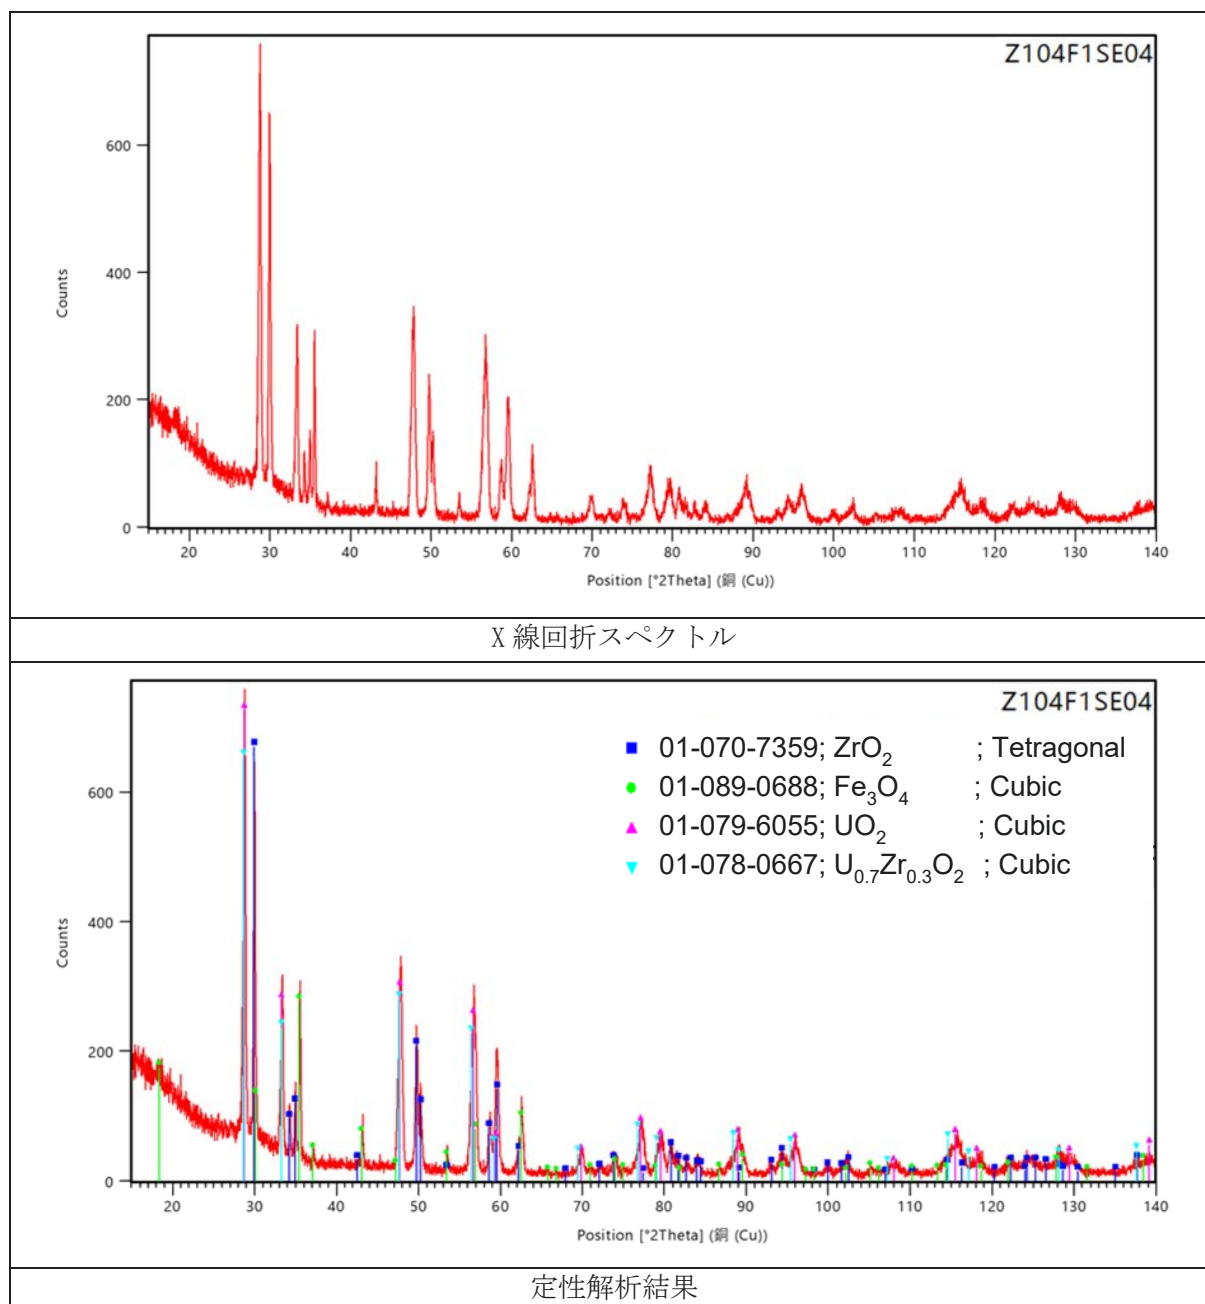 Z104F1SE04
600
400
200
0
Counts
20 30 40 50 60 70 80 90 100 110 120 130 140
Position [°2Theta] (銅 (Cu))
X 線回折スペクトル
Z104F1SE04
01-070-7359; ZrO₂ ; Tetragonal
01-089-0688; Fe₃O₄ ; Cubic
01-079-6055; UO₂ ; Cubic
01-078-0667; U₀.₇Zr₀.₃O₂ ; Cubic
600
400
200
0
Counts
20 30 40 50 60 70 80 90 100 110 120 130 140
Position [°2Theta] (銅 (Cu))
定性解析結果